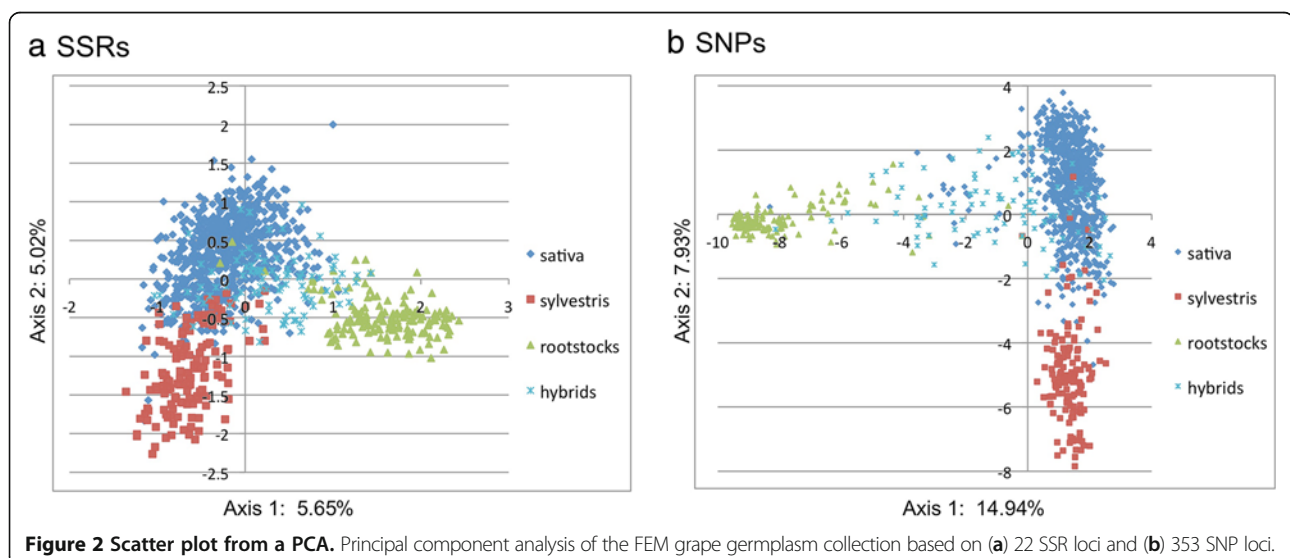 a SSRs
2.5
2
1.5
1
0.5
0
-0.5
-1
-1.5
-2
-2.5
-2 -1 0 1 2 3
Axis 2: 5.02%
Axis 1: 5.65%
sativa
sylvestris
rootstocks
hybrids
b SNPs
4
2
0
-2
-4
-6
-8
-10 -8 -6 -4 -2 0 2 4
Axis 2: 7.93%
Axis 1: 14.94%
sativa
sylvestris
rootstocks
hybrids
Figure 2 Scatter plot from a PCA. Principal component analysis of the FEM grape germplasm collection based on (a) 22 SSR loci and (b) 353 SNP loci.